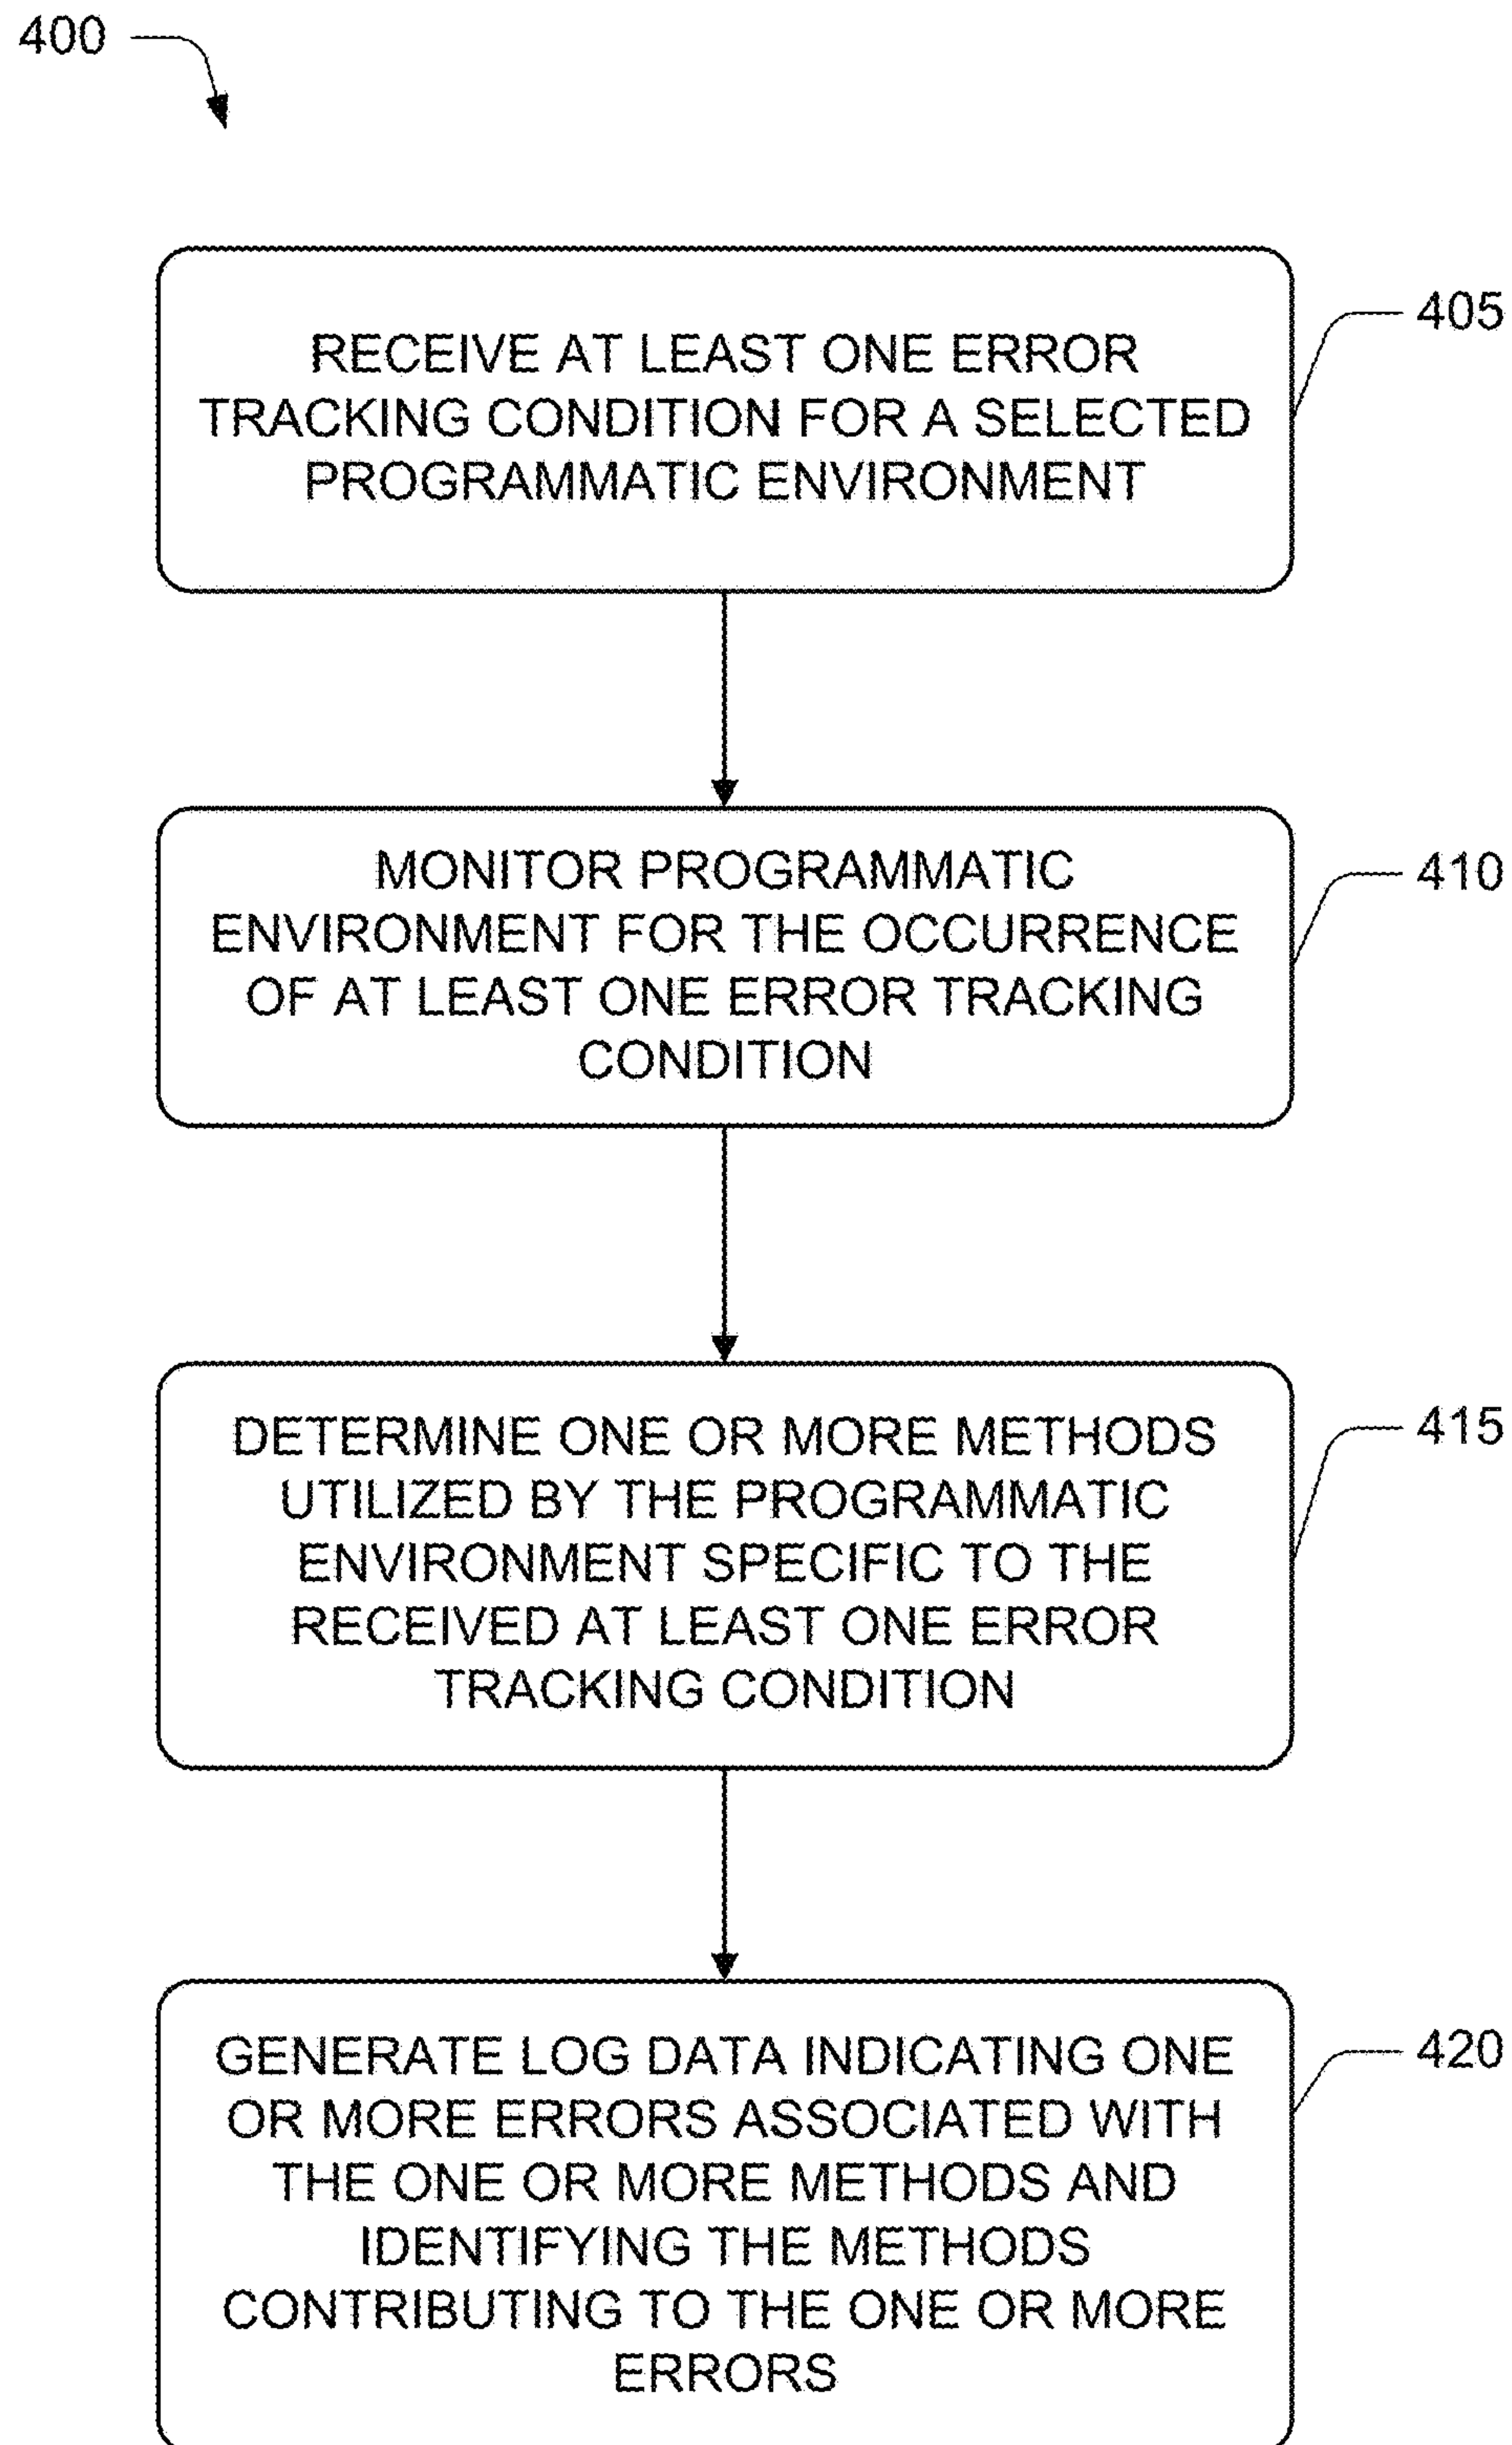 400
RECEIVE AT LEAST ONE ERROR
TRACKING CONDITION FOR A SELECTED
PROGRAMMATIC ENVIRONMENT
405
MONITOR PROGRAMMATIC
ENVIRONMENT FOR THE OCCURRENCE
OF AT LEAST ONE ERROR TRACKING
CONDITION
410
DETERMINE ONE OR MORE METHODS
UTILIZED BY THE PROGRAMMATIC
ENVIRONMENT SPECIFIC TO THE
RECEIVED AT LEAST ONE ERROR
TRACKING CONDITION
415
GENERATE LOG DATA INDICATING ONE
OR MORE ERRORS ASSOCIATED WITH
THE ONE OR MORE METHODS AND
IDENTIFYING THE METHODS
CONTRIBUTING TO THE ONE OR MORE
ERRORS
420